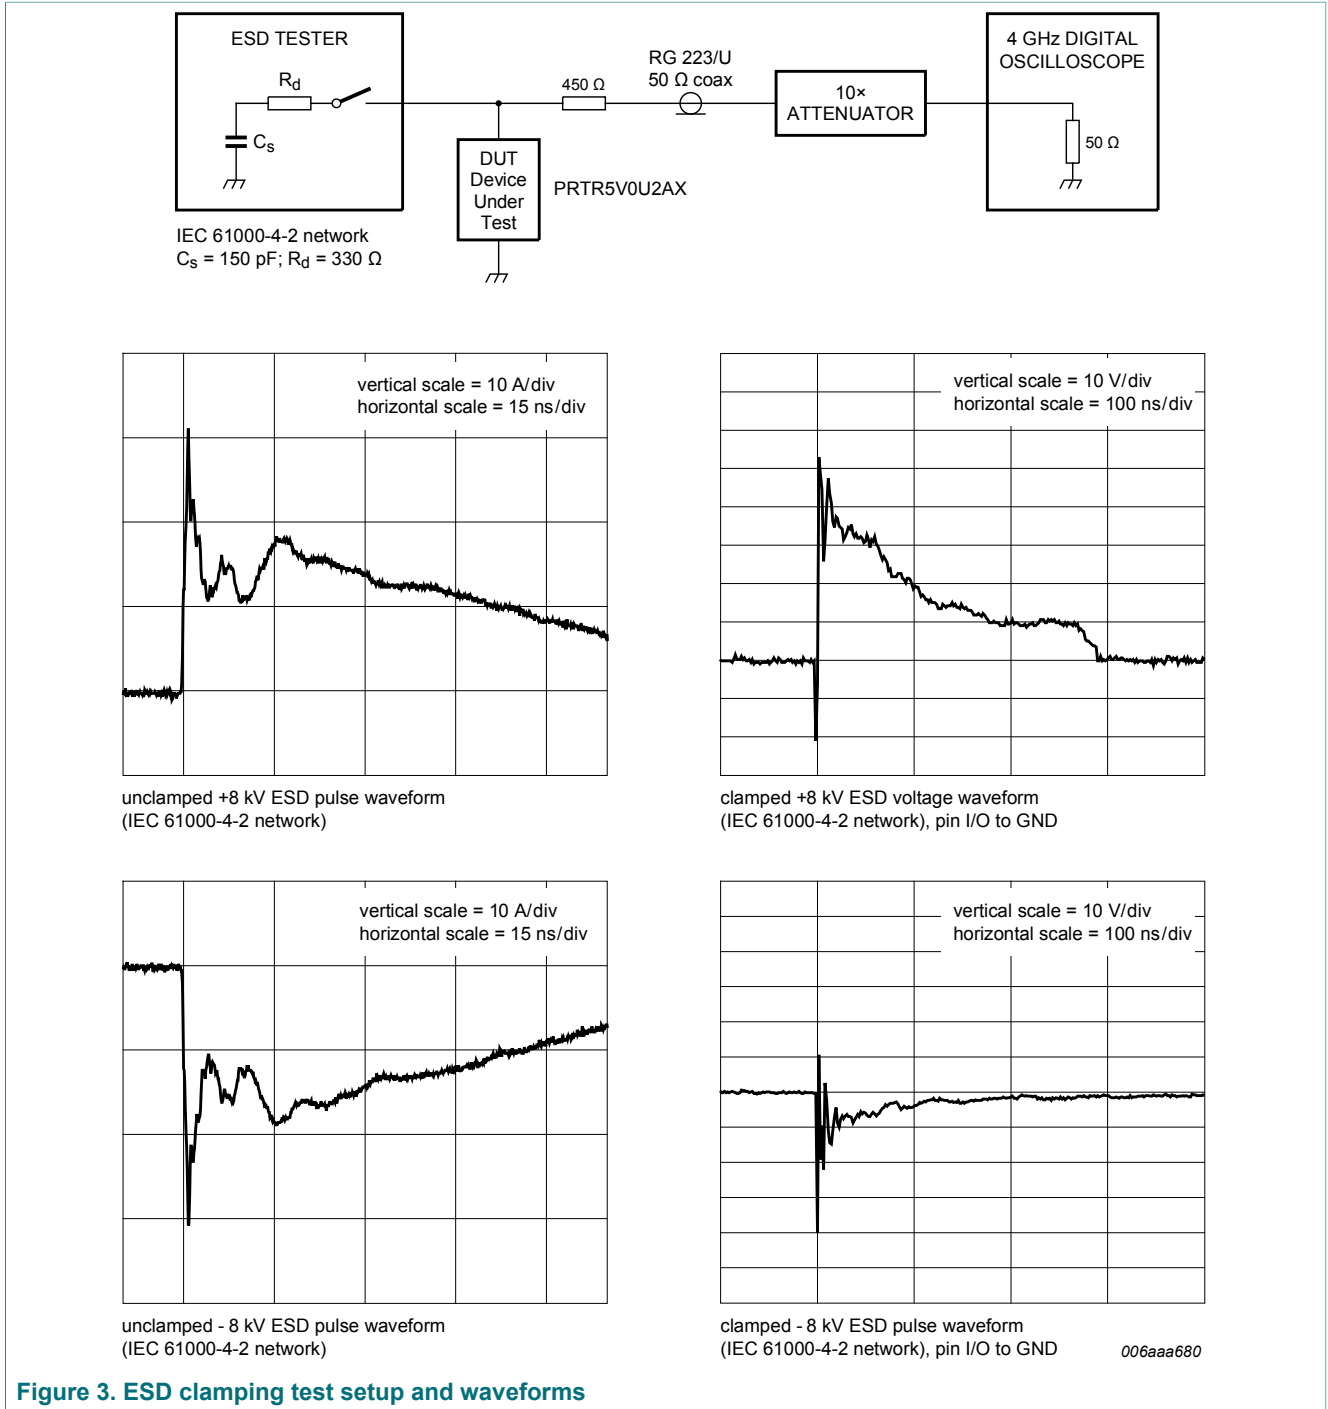 ESD TESTER
Rd
Cs
IEC 61000-4-2 network
Cs = 150 pF; Rd = 330 Ω
450 Ω
RG 223/U
50 Ω coax
10×
ATTENUATOR
4 GHz DIGITAL
OSCILLOSCOPE
50 Ω
DUT
Device
Under
Test
PRTR5V0U2AX
vertical scale = 10 A/div
horizontal scale = 15 ns/div
unclamped +8 kV ESD pulse waveform
(IEC 61000-4-2 network)
vertical scale = 10 V/div
horizontal scale = 100 ns/div
clamped +8 kV ESD voltage waveform
(IEC 61000-4-2 network), pin I/O to GND
vertical scale = 10 A/div
horizontal scale = 15 ns/div
unclamped - 8 kV ESD pulse waveform
(IEC 61000-4-2 network)
vertical scale = 10 V/div
horizontal scale = 100 ns/div
clamped - 8 kV ESD pulse waveform
(IEC 61000-4-2 network), pin I/O to GND
006aaa680
Figure 3. ESD clamping test setup and waveforms